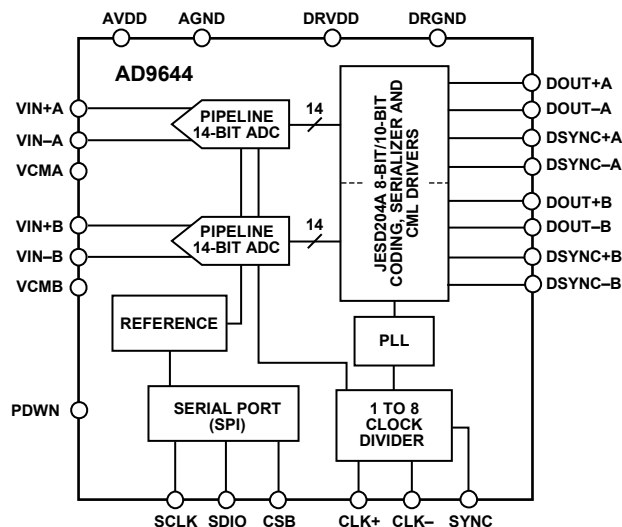 AVDD AGND DRVDD DRGND
AD9644
VIN+A
VIN–A
VCMA
VIN+B
VIN–B
VCMB
PDWN
PIPELINE
14-BIT ADC
14
PIPELINE
14-BIT ADC
14
JESD204A 8-BIT/10-BIT
CODING, SERIALIZER AND
CML DRIVERS
DOUT+A
DOUT–A
DSYNC+A
DSYNC–A
DOUT+B
DOUT–B
DSYNC+B
DSYNC–B
REFERENCE
PLL
SERIAL PORT
(SPI)
1 TO 8
CLOCK
DIVIDER
SCLK SDIO CSB CLK+ CLK– SYNC